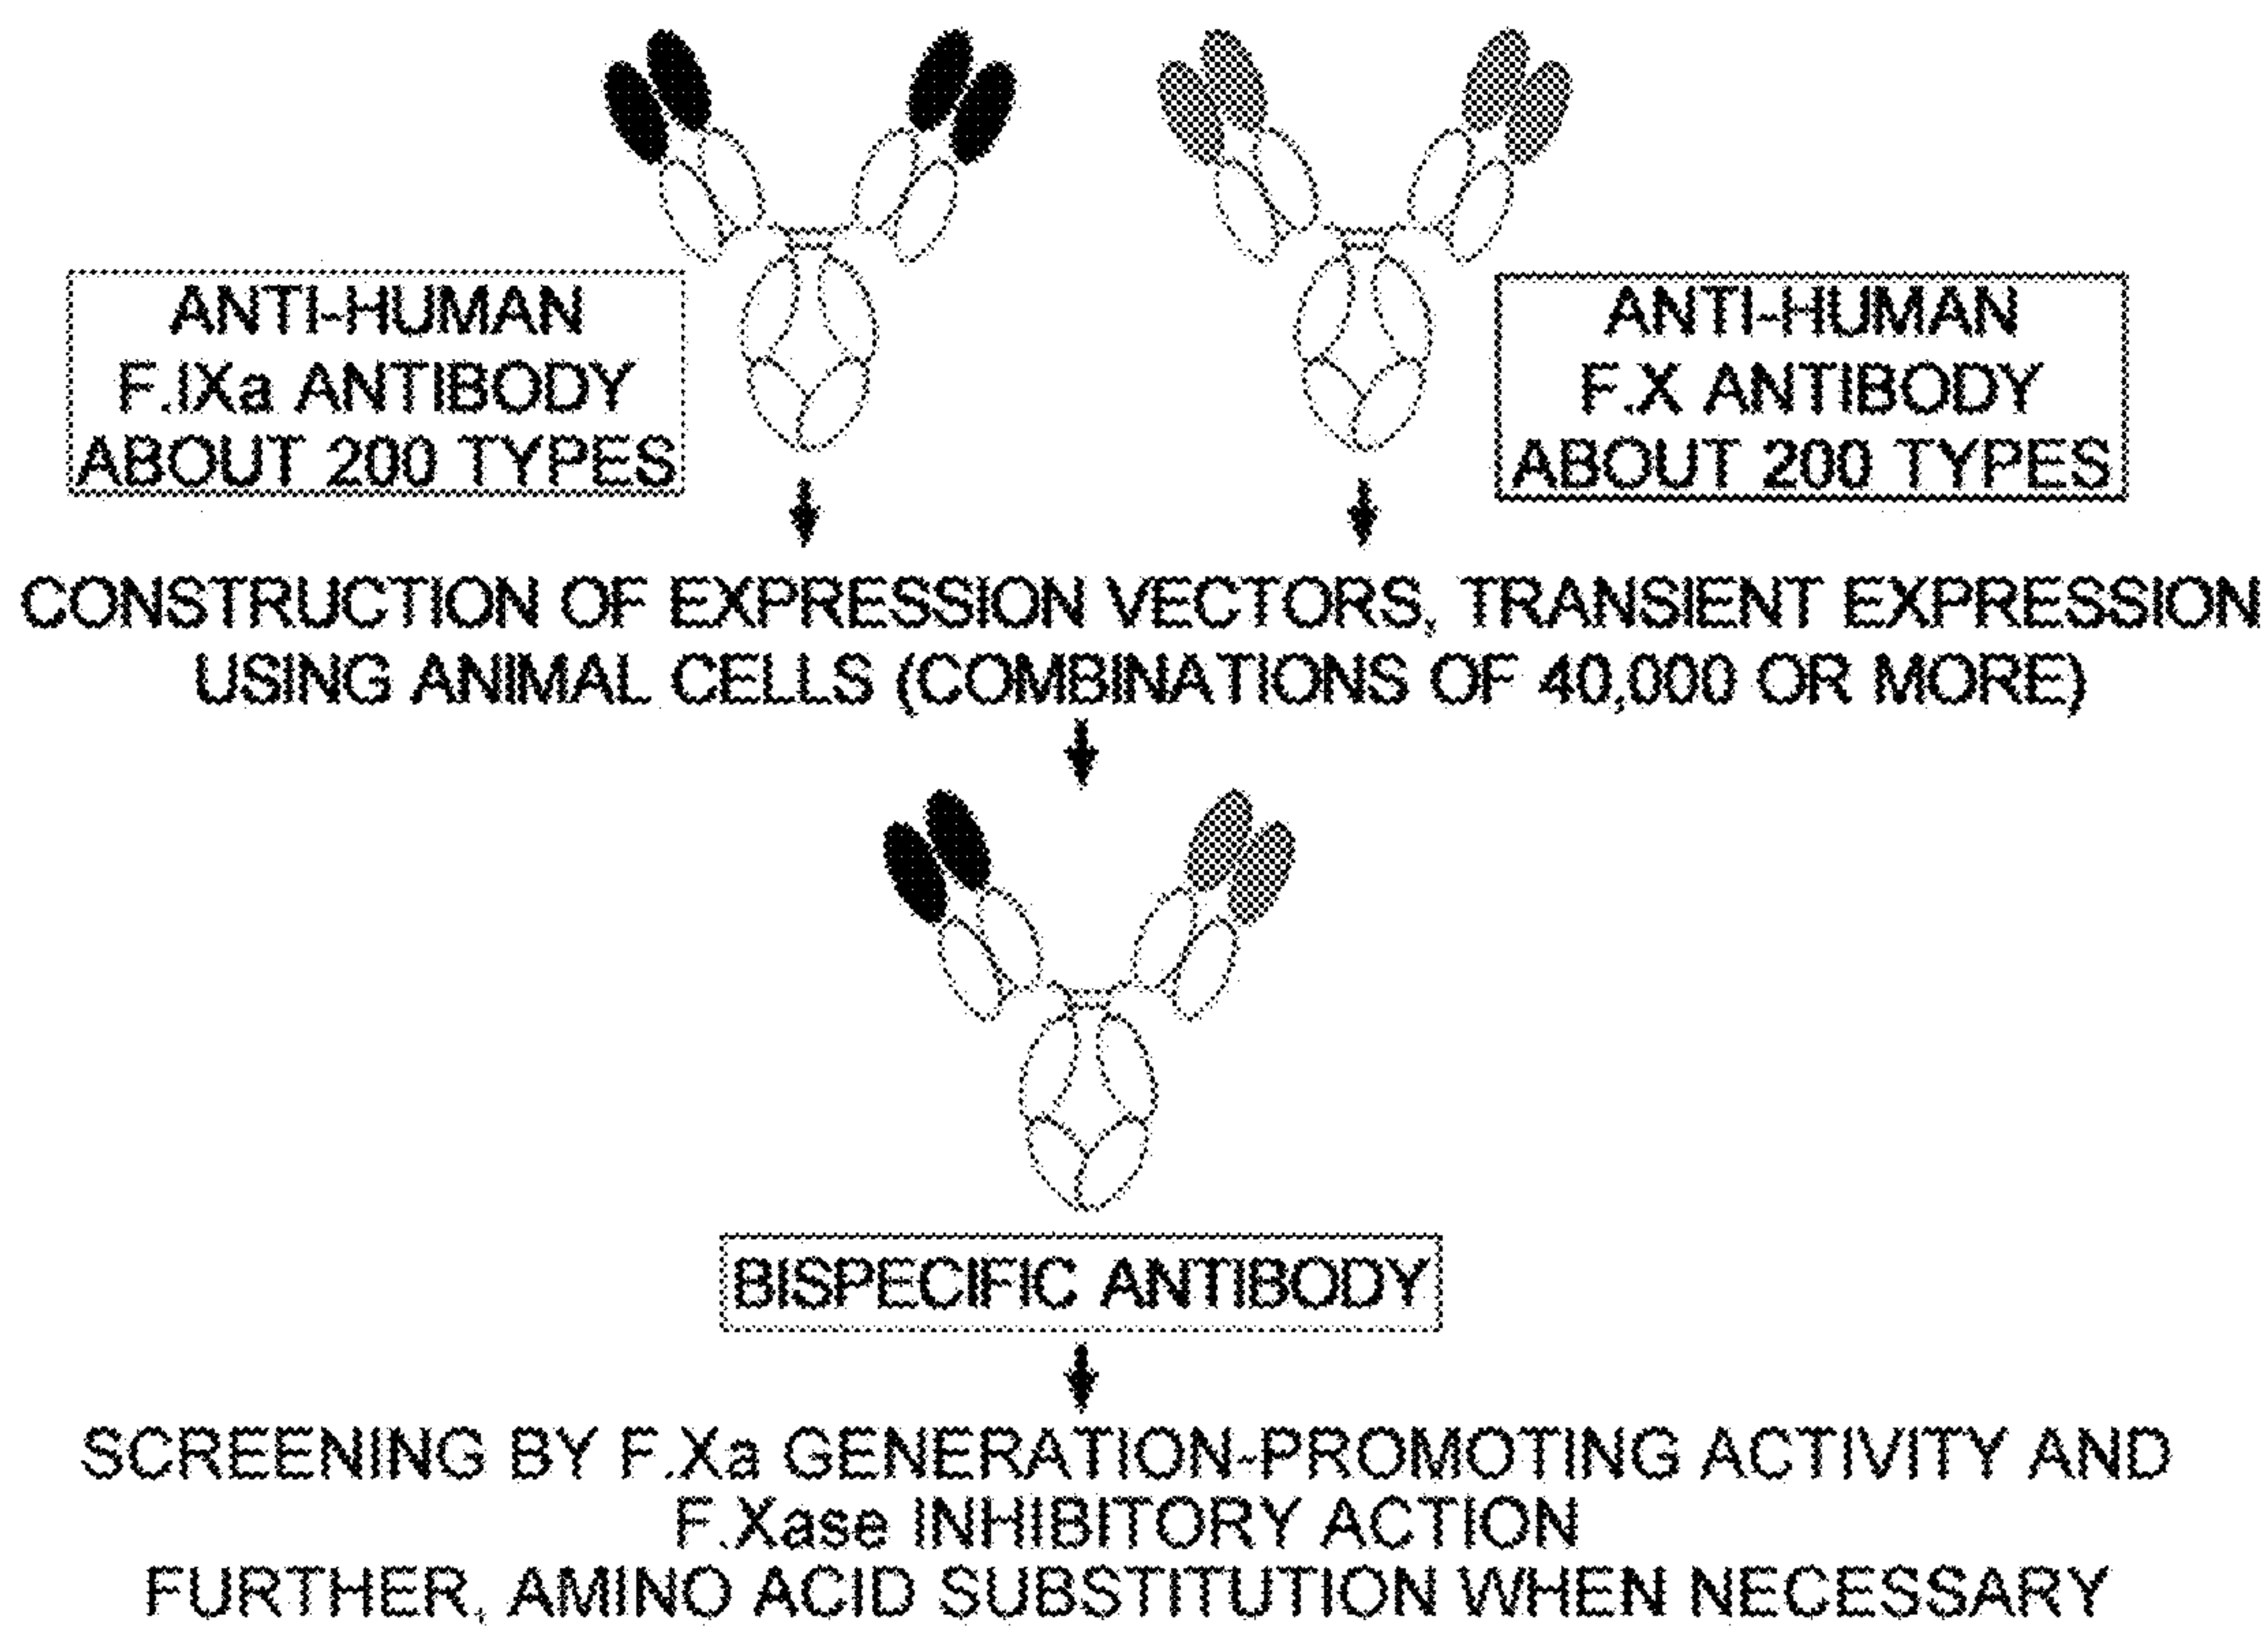 ANTI-HUMAN
F.IXa ANTIBODY
ABOUT 200 TYPES
ANTI-HUMAN
F.X ANTIBODY
ABOUT 200 TYPES
CONSTRUCTION OF EXPRESSION VECTORS, TRANSIENT EXPRESSION
USING ANIMAL CELLS (COMBINATIONS OF 40,000 OR MORE)
BISPECIFIC ANTIBODY
SCREENING BY F.Xa GENERATION-PROMOTING ACTIVITY AND
F.Xase INHIBITORY ACTION
FURTHER, AMINO ACID SUBSTITUTION WHEN NECESSARY